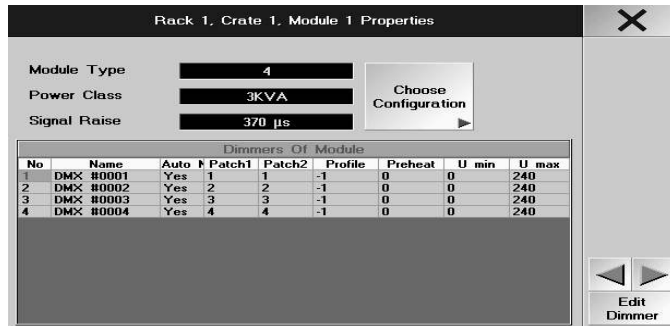 Rack 1, Crate 1, Module 1 Properties
Module Type 4
Power Class 3KVA
Signal Raise 370 µs
Choose
Configuration
Dimmers Of Module
No Name Auto N Patch1 Patch2 Profile Preheat U min U max
1 DMX #0001 Yes 1 1 -1 0 0 240
2 DMX #0002 Yes 2 2 -1 0 0 240
3 DMX #0003 Yes 3 3 -1 0 0 240
4 DMX #0004 Yes 4 4 -1 0 0 240
Edit
Dimmer